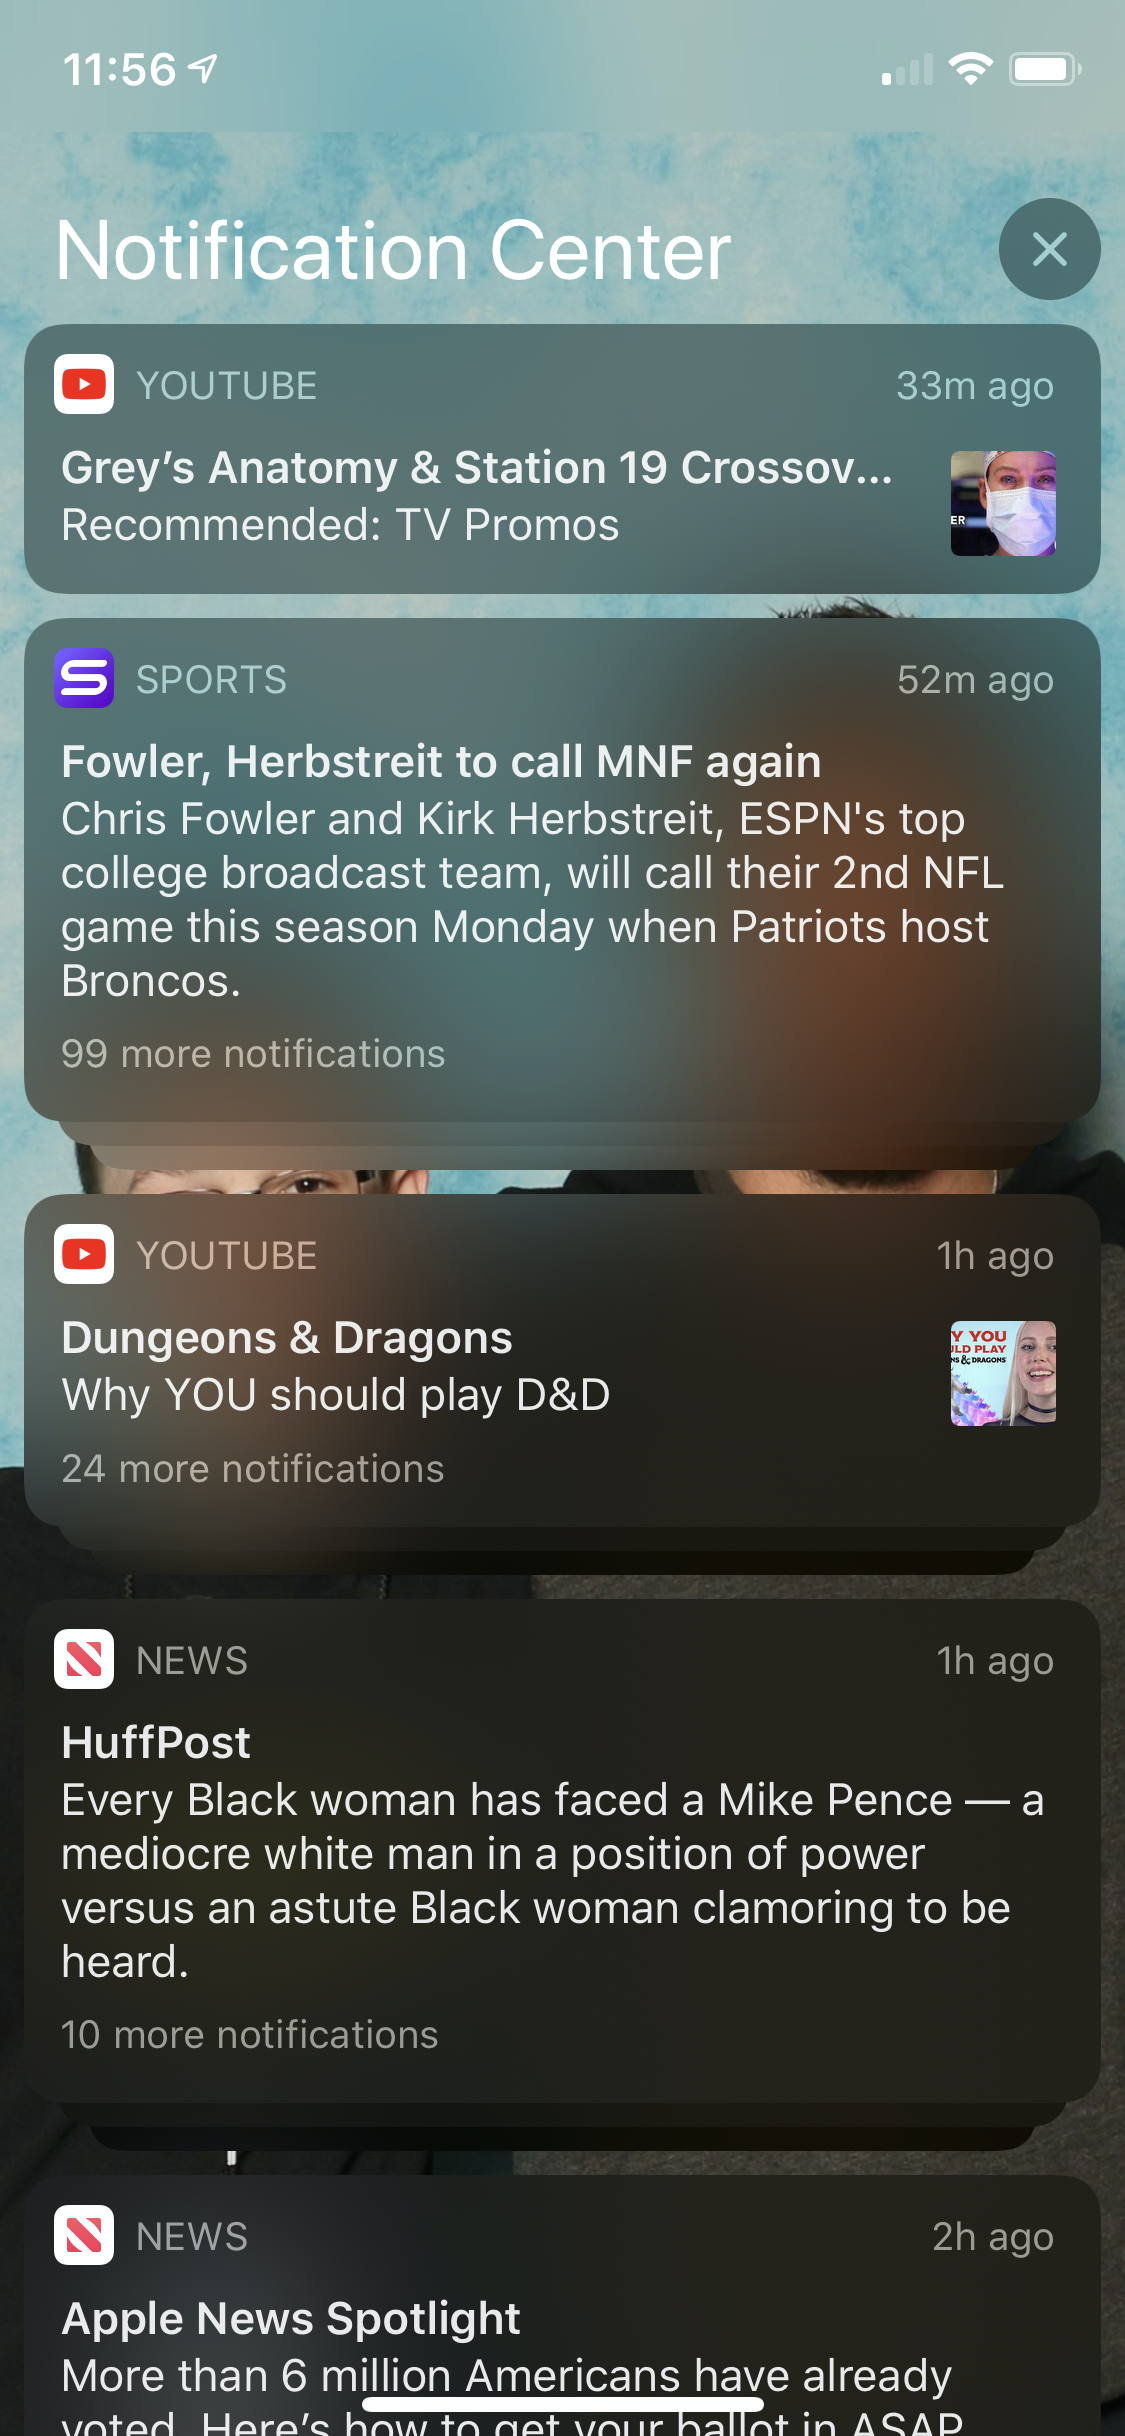 11:56
Notification Center
YOUTUBE
33m ago
Grey’s Anatomy & Station 19 Crossov...
Recommended: TV Promos
ER
SPORTS
52m ago
Fowler, Herbstreit to call MNF again
Chris Fowler and Kirk Herbstreit, ESPN's top
college broadcast team, will call their 2nd NFL
game this season Monday when Patriots host
Broncos.
99 more notifications
YOUTUBE
1h ago
Dungeons & Dragons
Why YOU should play D&D
Y YOU
ULD PLAY
NS & DRAGONS
24 more notifications
NEWS
1h ago
HuffPost
Every Black woman has faced a Mike Pence — a
mediocre white man in a position of power
versus an astute Black woman clamoring to be
heard.
10 more notifications
NEWS
2h ago
Apple News Spotlight
More than 6 million Americans have already
voted. Here’s how to get your ballot in ASAP